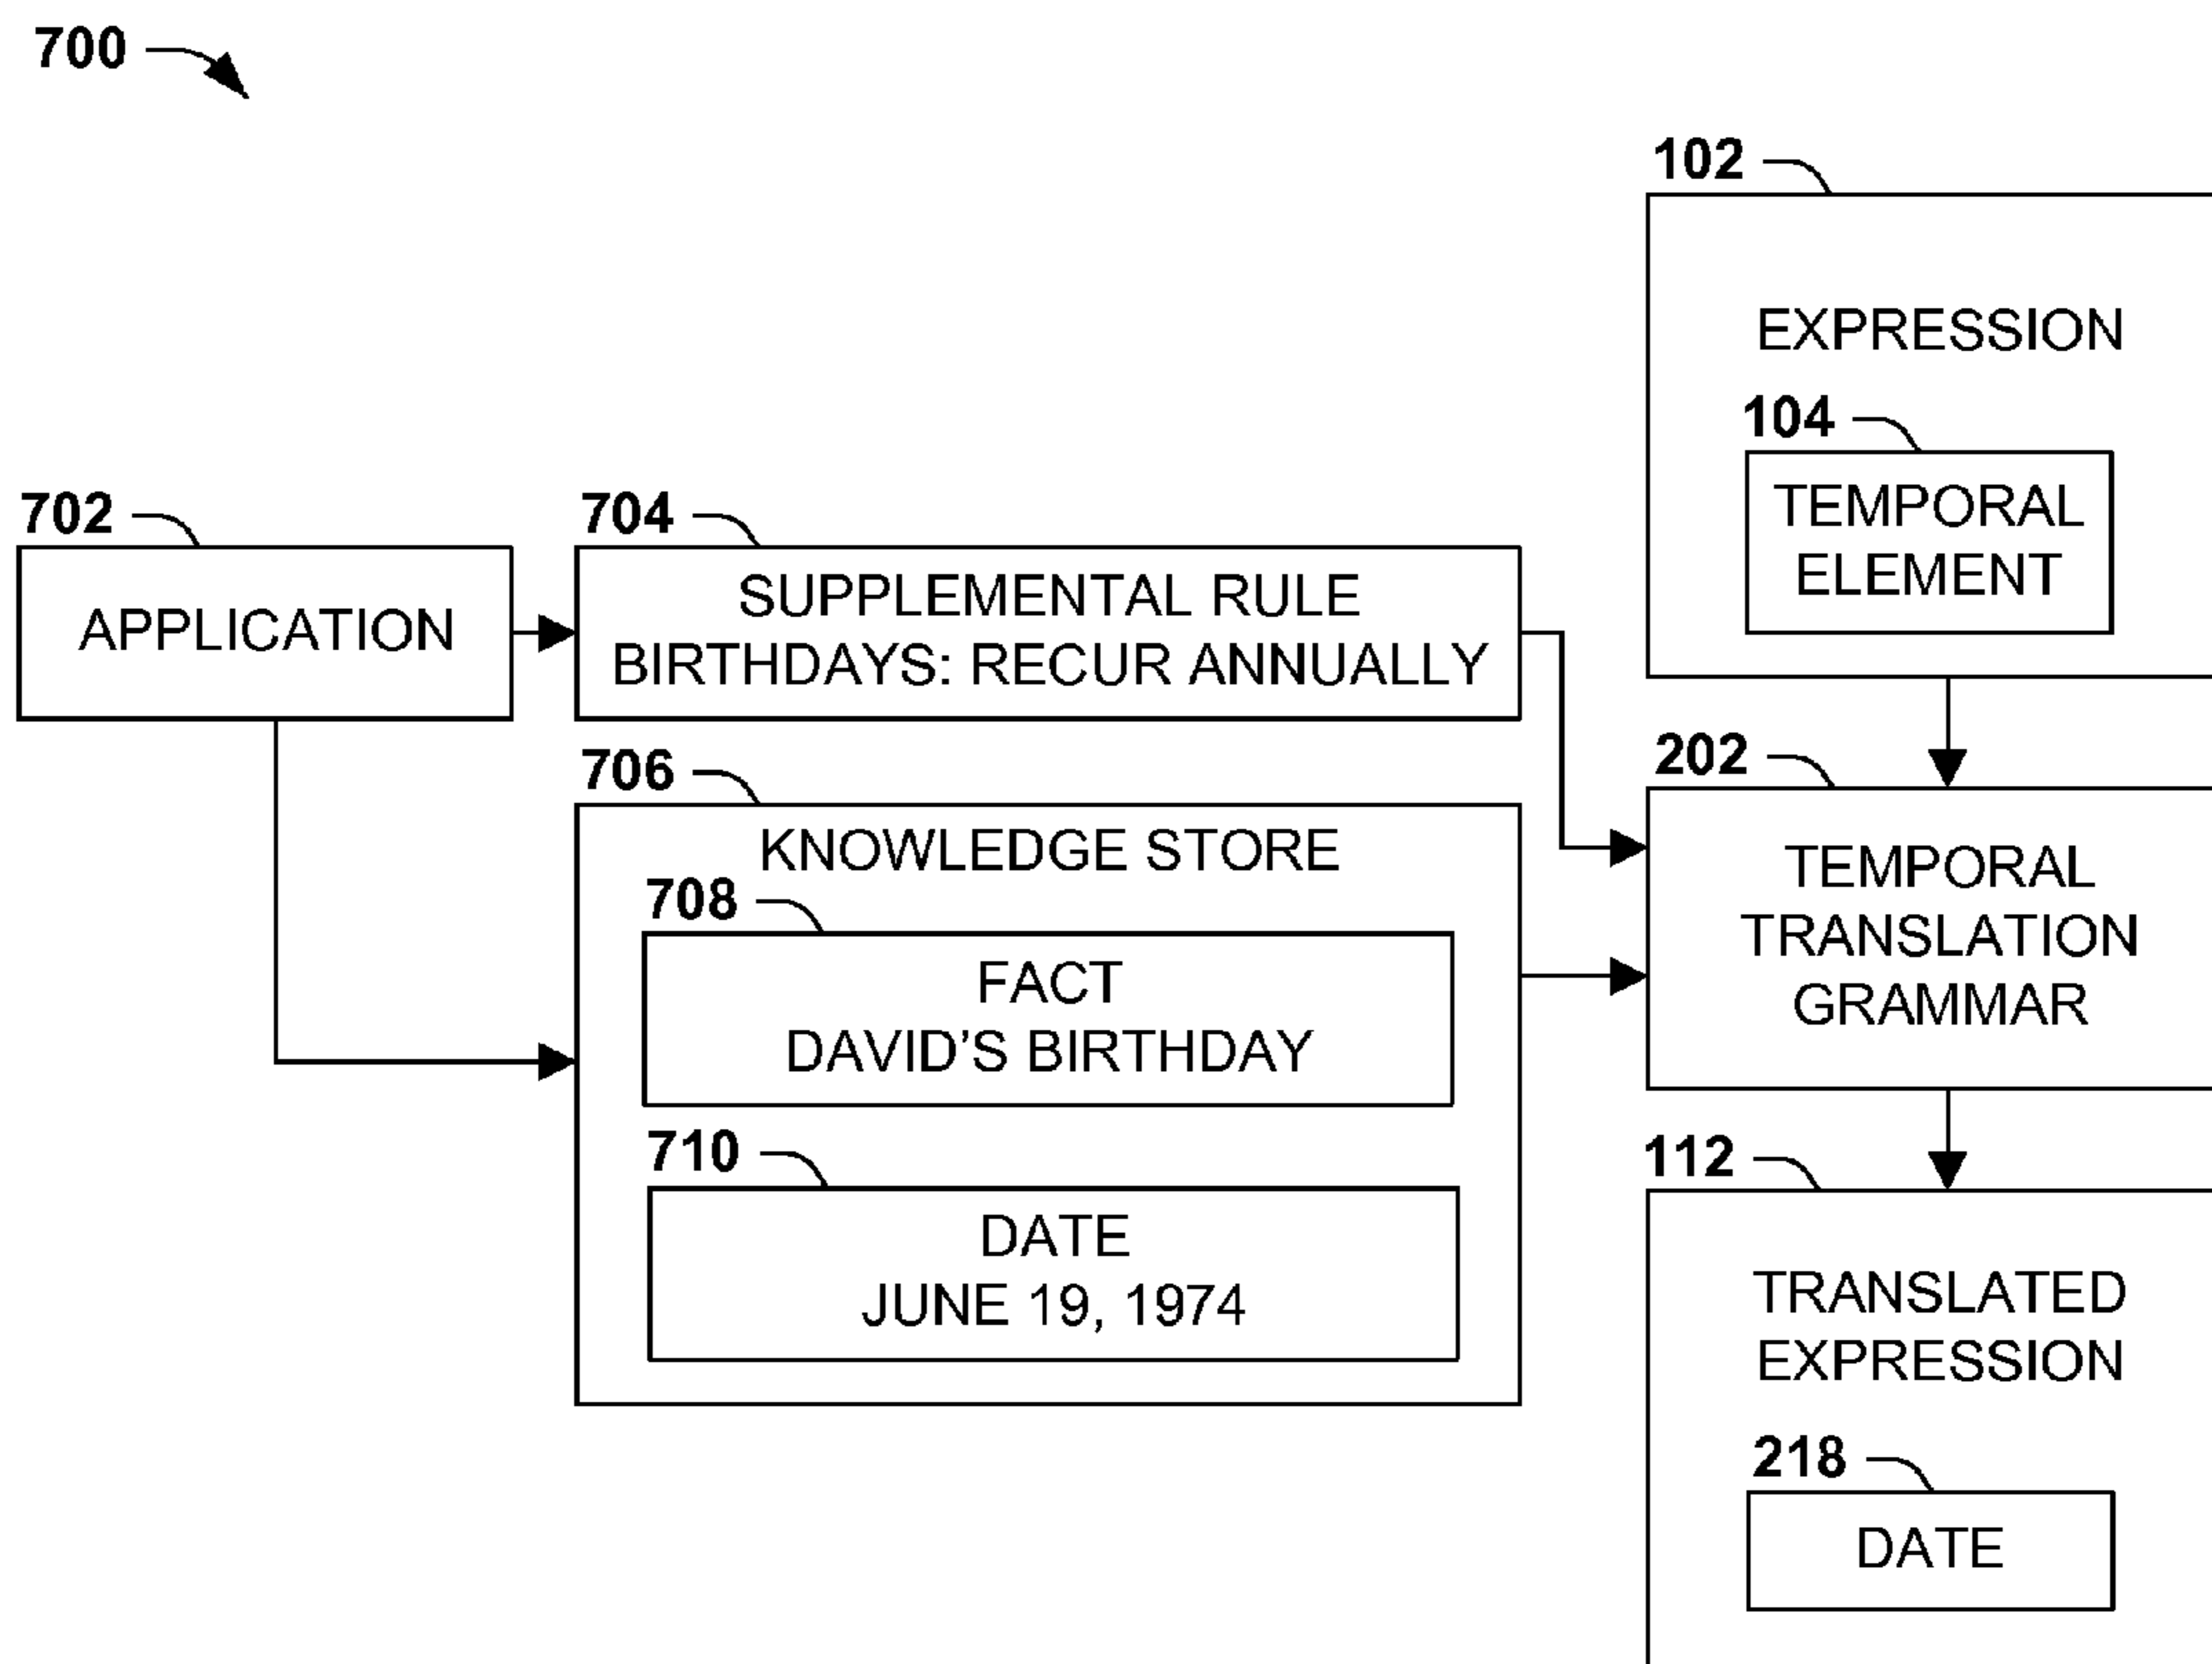 700
102
EXPRESSION
104
TEMPORAL
ELEMENT
702
APPLICATION
704
SUPPLEMENTAL RULE
BIRTHDAYS: RECUR ANNUALLY
706
KNOWLEDGE STORE
708
FACT
DAVID’S BIRTHDAY
710
DATE
JUNE 19, 1974
202
TEMPORAL
TRANSLATION
GRAMMAR
112
TRANSLATED
EXPRESSION
218
DATE